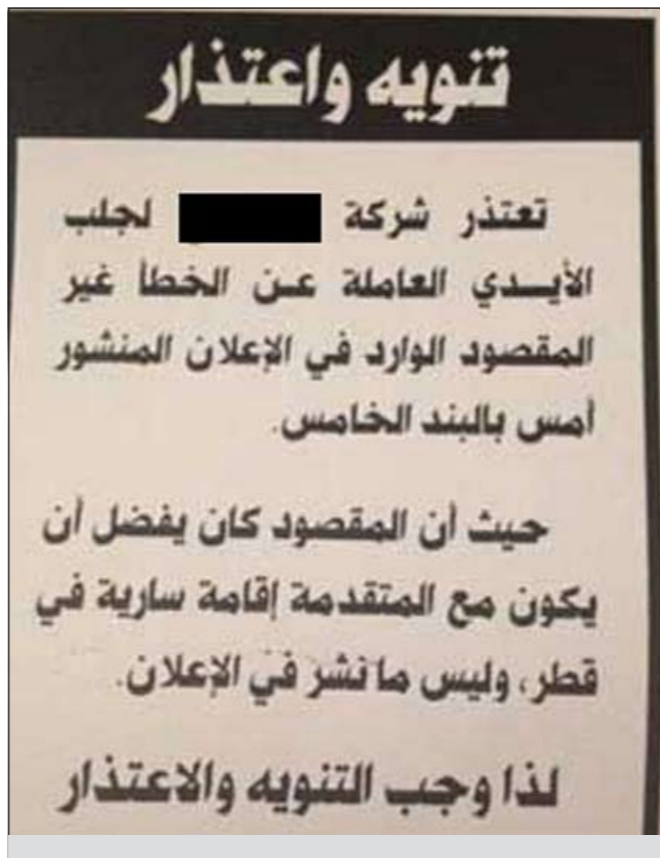 تنويه واعتذار
تعتذر شركة لجلب
الأيـدي العاملة عـن الخطأ غير
المقصود الوارد في الإعلان المنشور
أمس بالبند الخامس.
حيث أن المقصود كان يفضل أن
يكون مع المتقدمة إقامة سارية في
قطر، وليس ما نشر في الإعلان.
لذا وجب التنويه والاعتذار